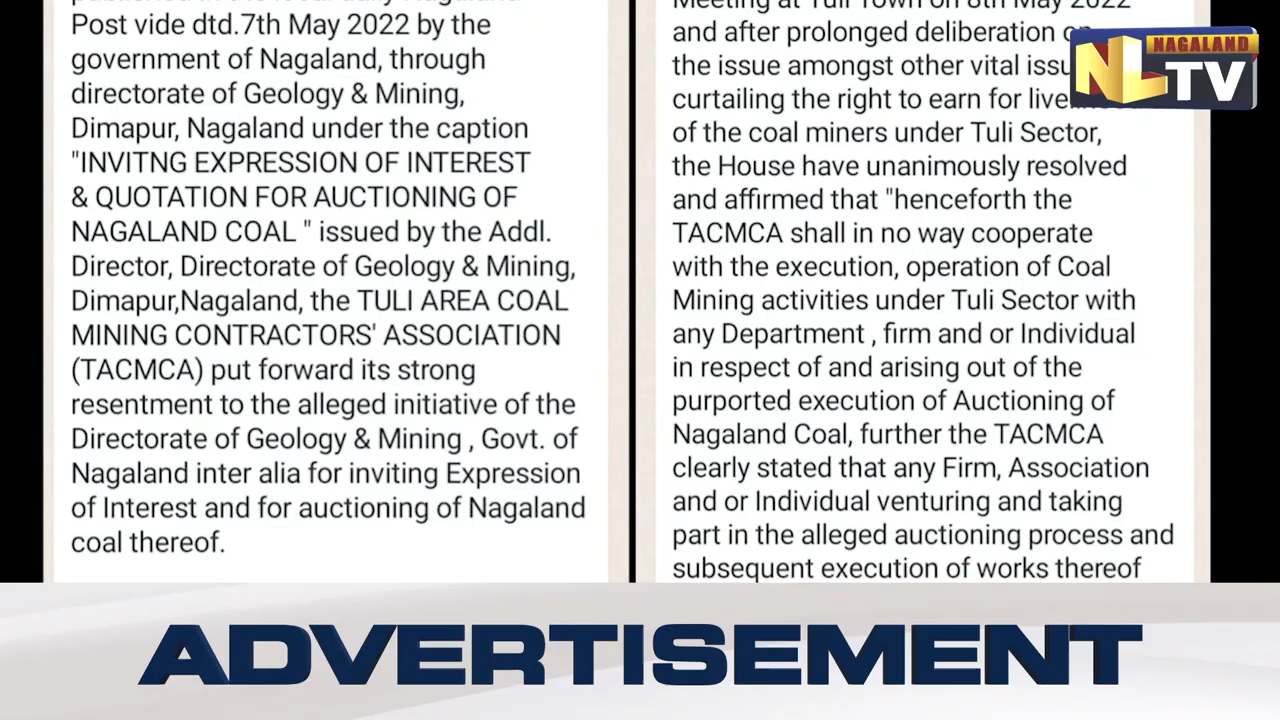 Post vide dtd.7th May 2022 by the
government of Nagaland, through
directorate of Geology & Mining,
Dimapur, Nagaland under the caption
"INVITNG EXPRESSION OF INTEREST
& QUOTATION FOR AUCTIONING OF
NAGALAND COAL " issued by the Addl.
Director, Directorate of Geology & Mining,
Dimapur,Nagaland, the TULI AREA COAL
MINING CONTRACTORS' ASSOCIATION
(TACMCA) put forward its strong
resentment to the alleged initiative of the
Directorate of Geology & Mining , Govt. of
Nagaland inter alia for inviting Expression
of Interest and for auctioning of Nagaland
coal thereof.
Meeting at Tuli Town on 8th May 2022
and after prolonged deliberation
the issue amongst other vital
curtailing the right to earn for
of the coal miners under Tuli Sector,
the House have unanimously resolved
and affirmed that "henceforth the
TACMCA shall in no way cooperate
with the execution, operation of Coal
Mining activities under Tuli Sector with
any Department , firm and or Individual
in respect of and arising out of the
purported execution of Auctioning of
Nagaland Coal, further the TACMCA
clearly stated that any Firm, Association
and or Individual venturing and taking
part in the alleged auctioning process and
subsequent execution of works thereof
NAGALAND
NLTV
ADVERTISEMENT